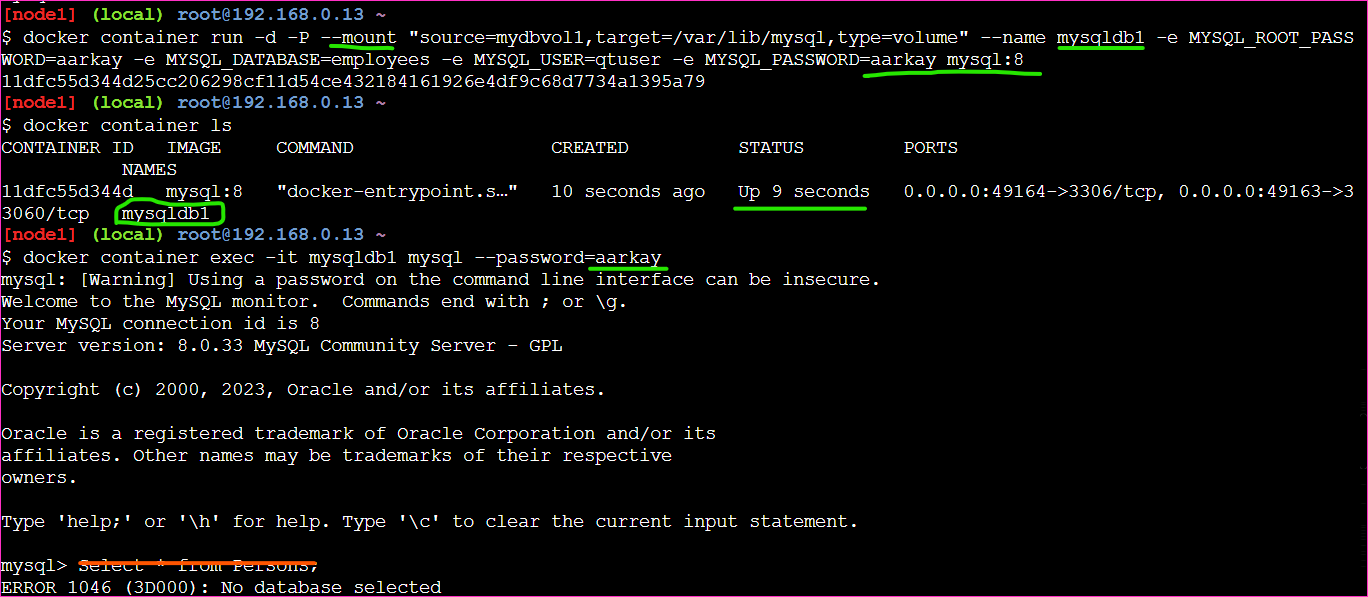 [node1] (local) root@192.168.0.13 ~
$ docker container run -d -P --mount "source=mydbvol1,target=/var/lib/mysql,type=volume" --name mysqldb1 -e MYSQL_ROOT_PASS
WORD=aarkay -e MYSQL_DATABASE=employees -e MYSQL_USER=qtuser -e MYSQL_PASSWORD=aarkay mysql:8
11dfc55d344d25cc206298cf11d54ce432184161926e4df9c68d7734a1395a79
[node1] (local) root@192.168.0.13 ~
$ docker container ls
CONTAINER ID   IMAGE     COMMAND                  CREATED          STATUS         PORTS
           NAMES
11dfc55d344d   mysql:8   "docker-entrypoint.s…"   10 seconds ago   Up 9 seconds   0.0.0.0:49164->3306/tcp, 0.0.0.0:49163->3
3060/tcp   mysqldb1
[node1] (local) root@192.168.0.13 ~
$ docker container exec -it mysqldb1 mysql --password=aarkay
mysql: [Warning] Using a password on the command line interface can be insecure.
Welcome to the MySQL monitor.  Commands end with ; or \g.
Your MySQL connection id is 8
Server version: 8.0.33 MySQL Community Server - GPL
Copyright (c) 2000, 2023, Oracle and/or its affiliates.
Oracle is a registered trademark of Oracle Corporation and/or its
affiliates. Other names may be trademarks of their respective
owners.
Type 'help;' or '\h' for help. Type '\c' to clear the current input statement.
mysql> Select * from Persons;
ERROR 1046 (3D000): No database selected